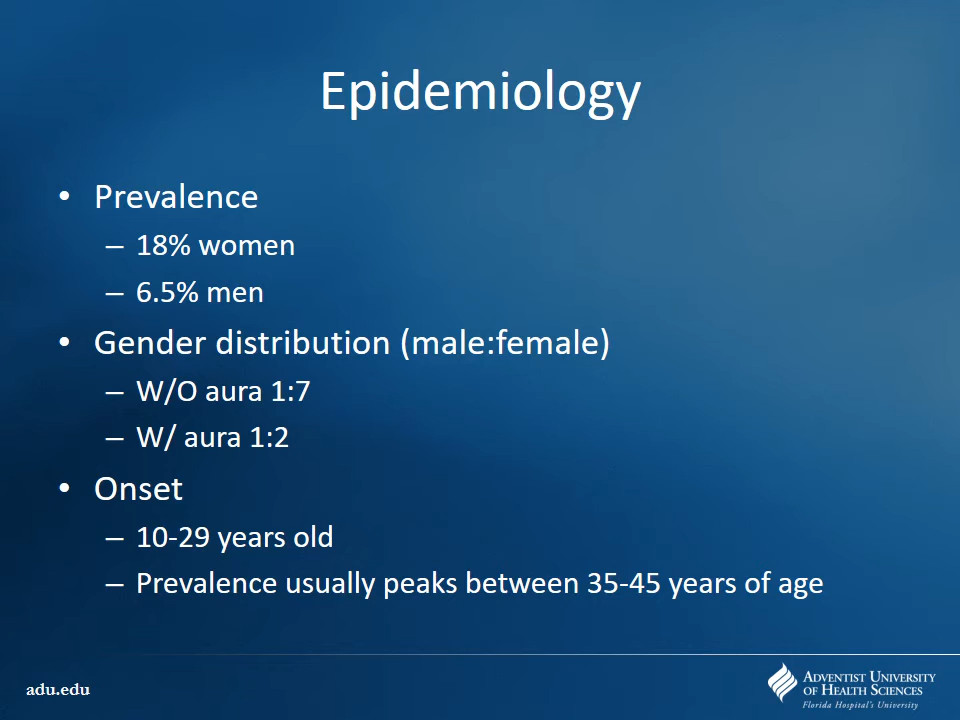 Epidemiology
• Prevalence
– 18% women
– 6.5% men
• Gender distribution (male:female)
– W/O aura 1:7
– W/ aura 1:2
• Onset
– 10-29 years old
– Prevalence usually peaks between 35-45 years of age
adu.edu
ADVENTIST UNIVERSITY
OF HEALTH SCIENCES
Florida Hospital's University